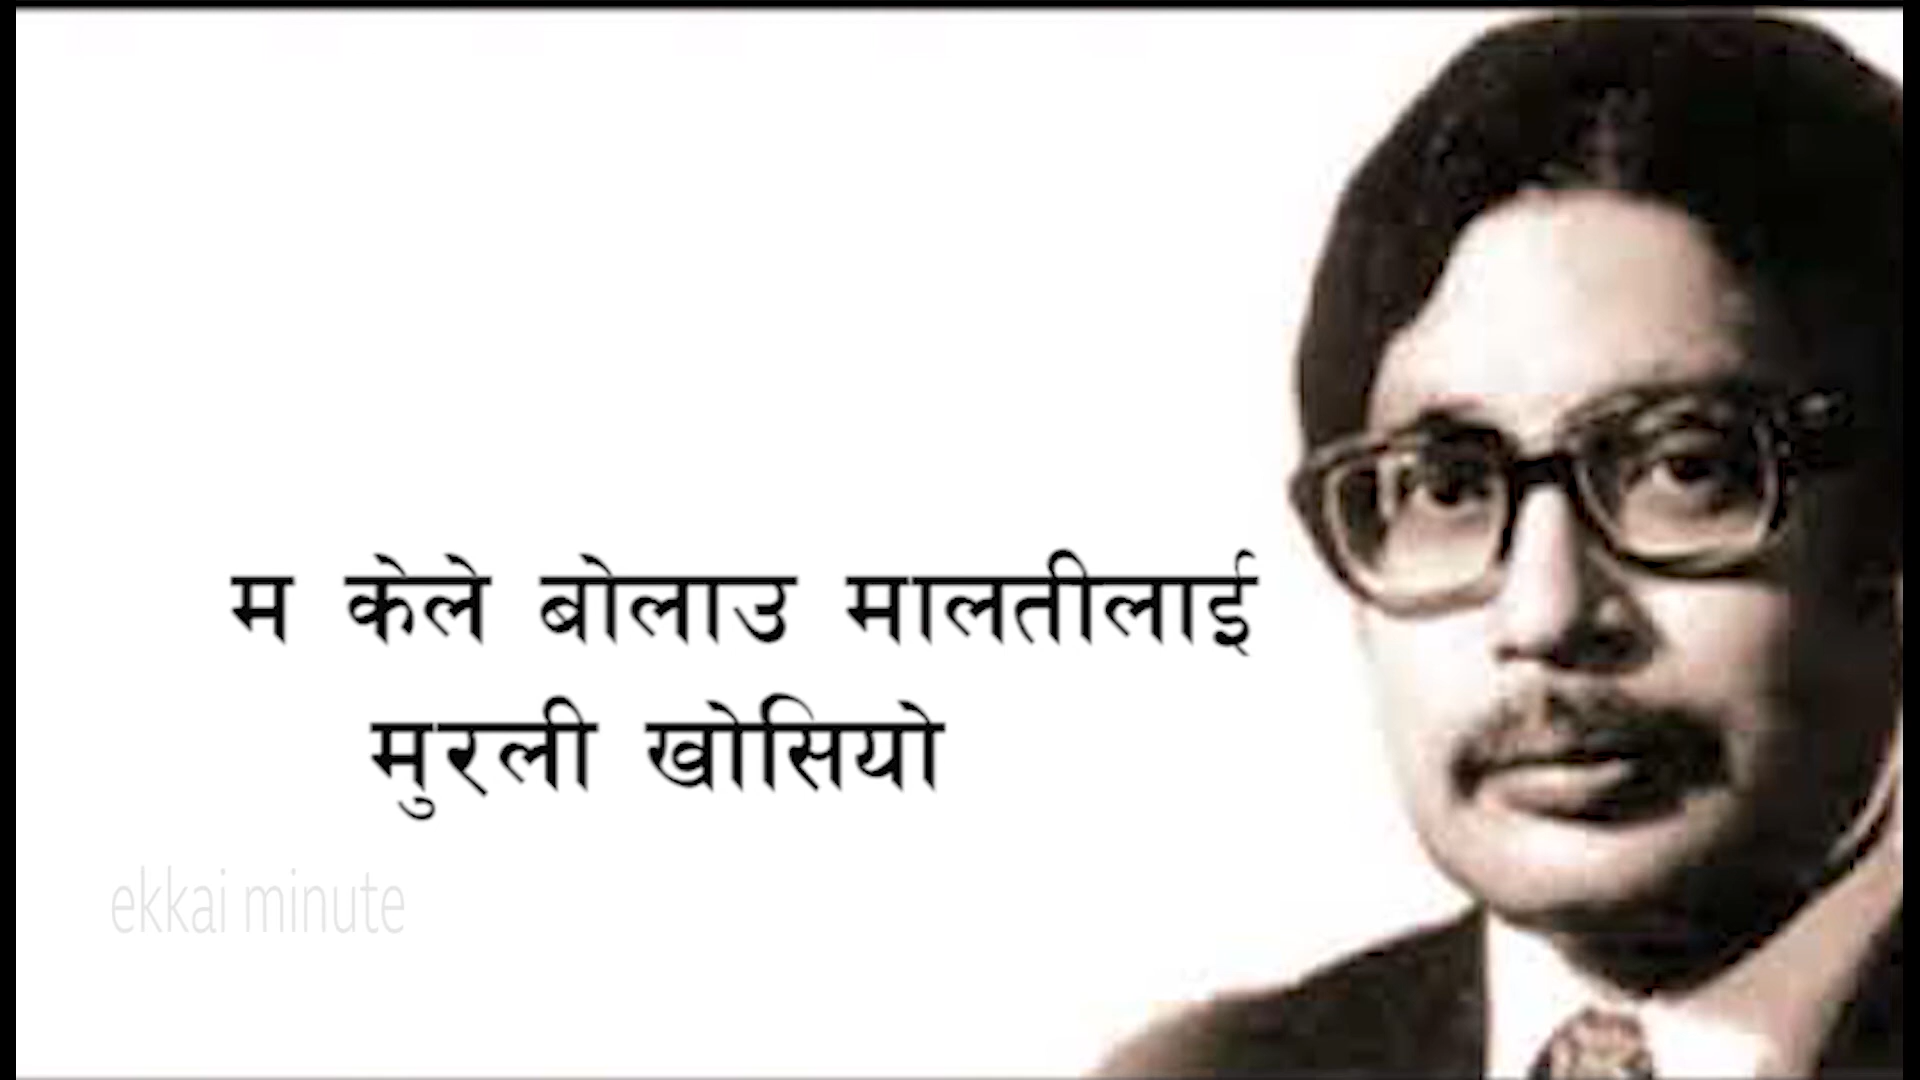 म केले बोलाउ मालतीलाई
मुरली खोसियो
ekkai minute